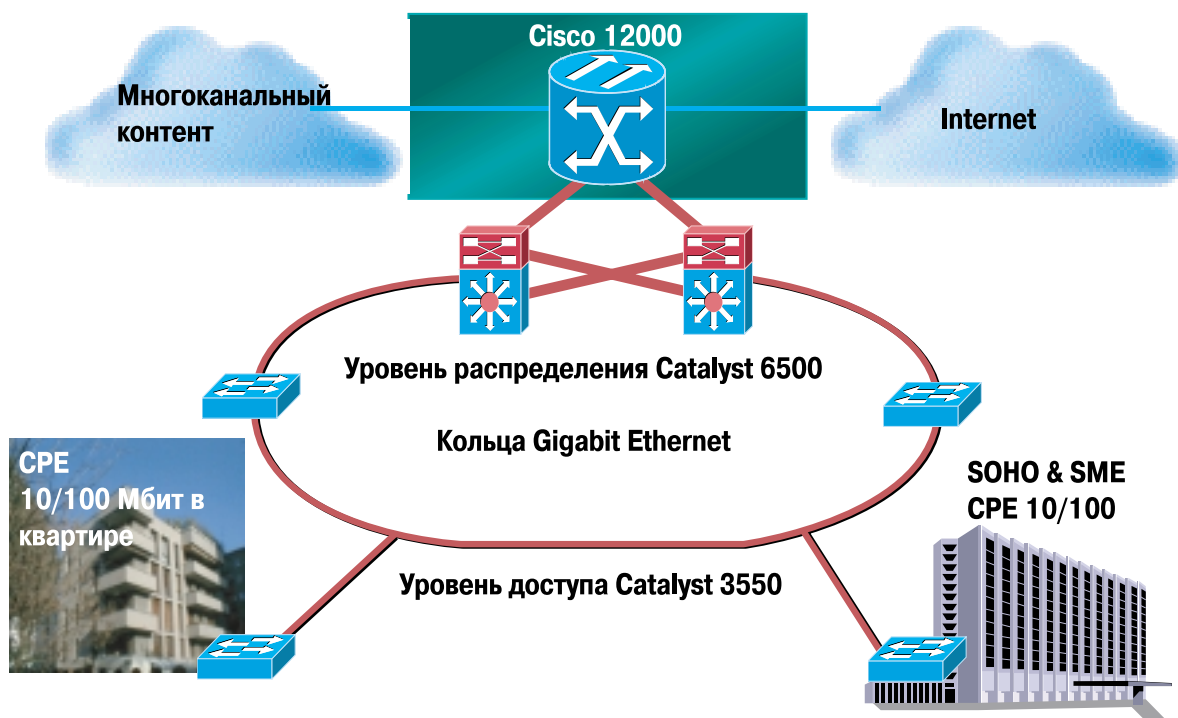 Cisco 12000
Многоканальный
контент
Internet
Уровень распределения Catalyst 6500
Кольца Gigabit Ethernet
CPE
10/100 Мбит в
квартире
SOHO & SME
CPE 10/100
Уровень доступа Catalyst 3550